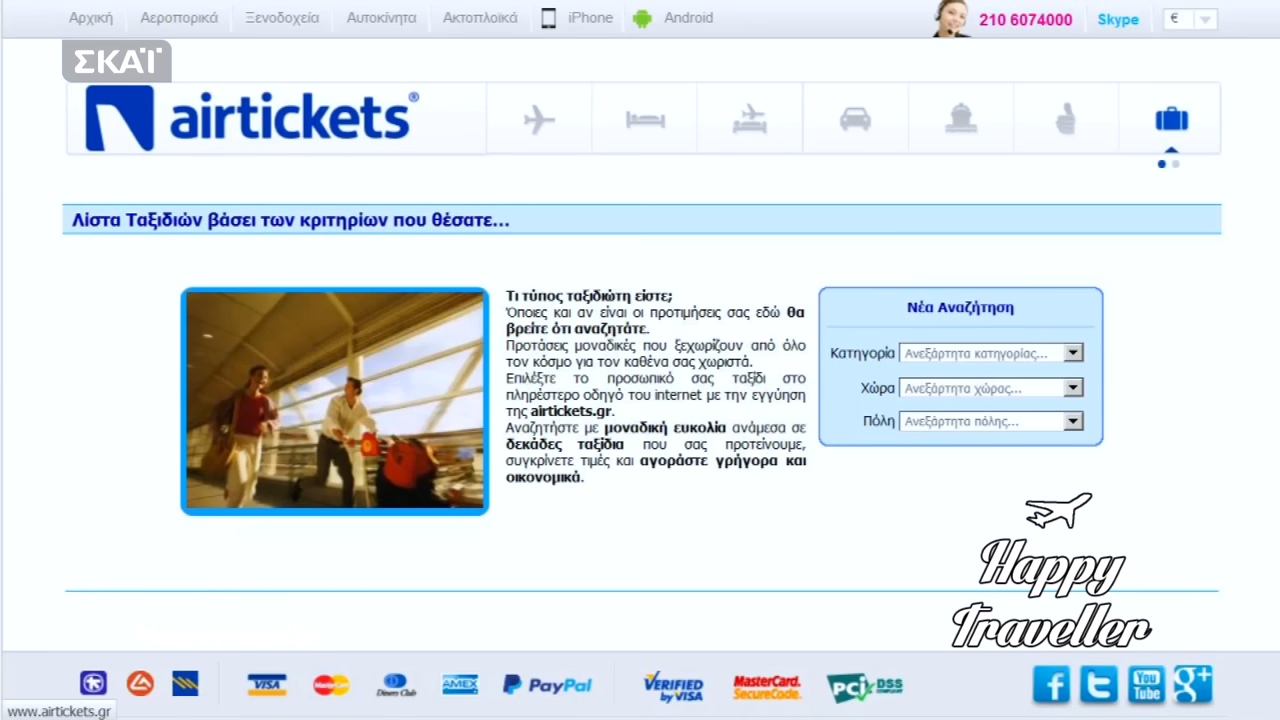 Αρχική Αεροπορικά Ξενοδοχεία Αυτοκίνητα Ακτοπλοϊκά iPhone Android 210 6074000 Skype €
ΣΚΑΪ
airtickets®
Λίστα Ταξιδιών βάσει των κριτηρίων που θέσατε...
Τι τύπος ταξιδιώτη είστε;
Όποιες και αν είναι οι προτιμήσεις σας εδώ θα
βρείτε ότι αναζητάτε.
Προτάσεις μοναδικές που ξεχωρίζουν από όλο
τον κόσμο για τον καθένα σας χωριστά.
Επιλέξτε το προσωπικό σας ταξίδι στο
πληρέστερο οδηγό του internet με την εγγύηση
της airtickets.gr.
Αναζητήστε με μοναδική ευκολία ανάμεσα σε
δεκάδες ταξίδια που σας προτείνουμε,
συγκρίνετε τιμές και αγοράστε γρήγορα και
οικονομικά.
Νέα Αναζήτηση
Κατηγορία Ανεξάρτητα κατηγορίας...
Χώρα Ανεξάρτητα χώρας...
Πόλη Ανεξάρτητα πόλης...
Happy
Traveller
VISA MasterCard Diners Club AMEX PayPal VERIFIED by VISA MasterCard. SecureCode. PCI DSS f t You Tube g+
www.airtickets.gr